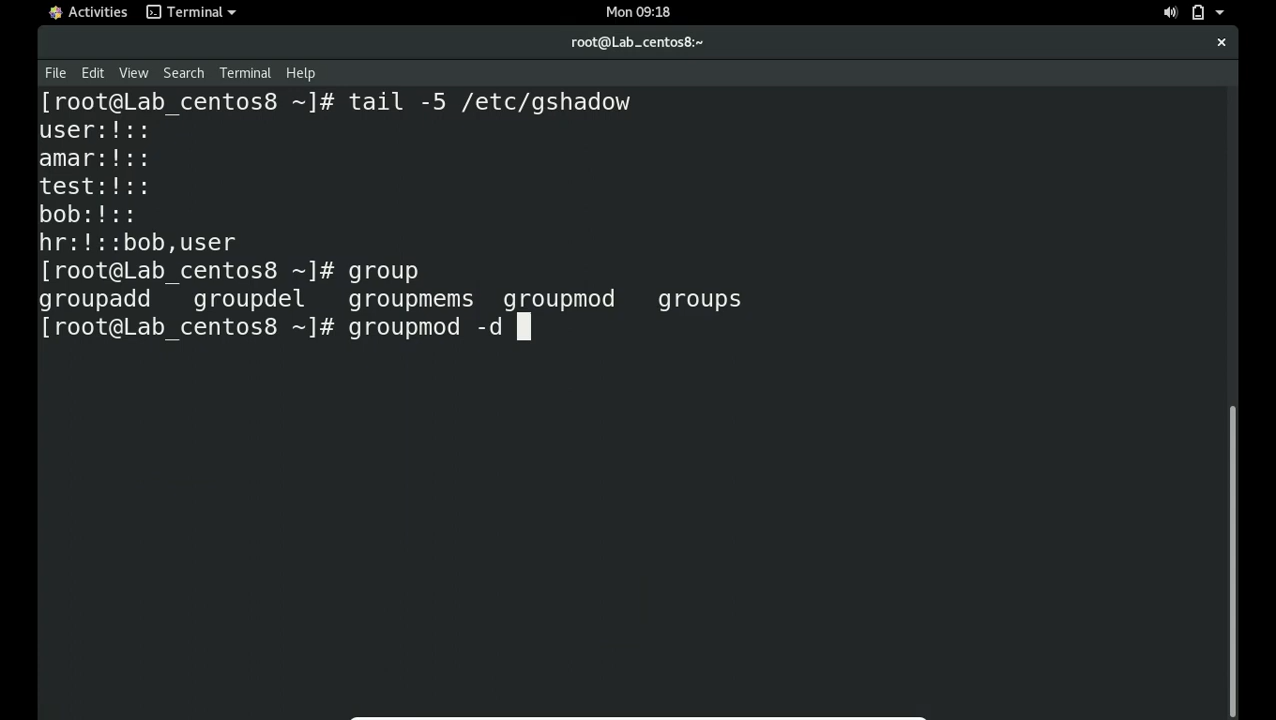 Activities Terminal Mon 09:18
root@Lab_centos8:~ ×
File Edit View Search Terminal Help
[root@Lab_centos8 ~]# tail -5 /etc/gshadow
user:!::
amar:!::
test:!::
bob:!::
hr:!::bob,user
[root@Lab_centos8 ~]# group
groupadd groupdel groupmems groupmod groups
[root@Lab_centos8 ~]# groupmod -d